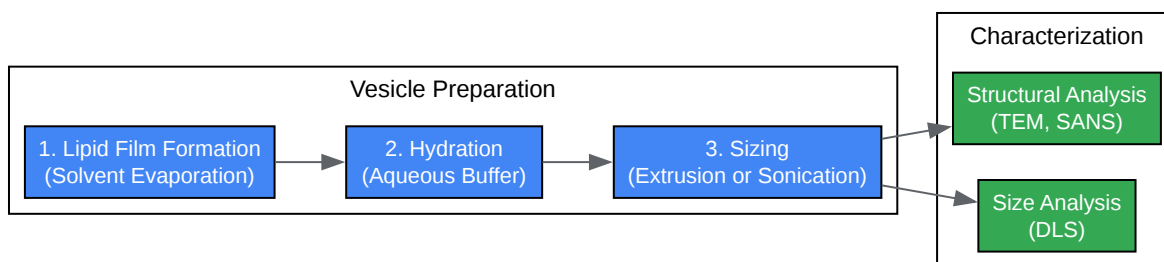 Vesicle Preparation
1. Lipid Film Formation
(Solvent Evaporation)
2. Hydration
(Aqueous Buffer)
3. Sizing
(Extrusion or Sonication)
Characterization
Structural Analysis
(TEM, SANS)
Size Analysis
(DLS)